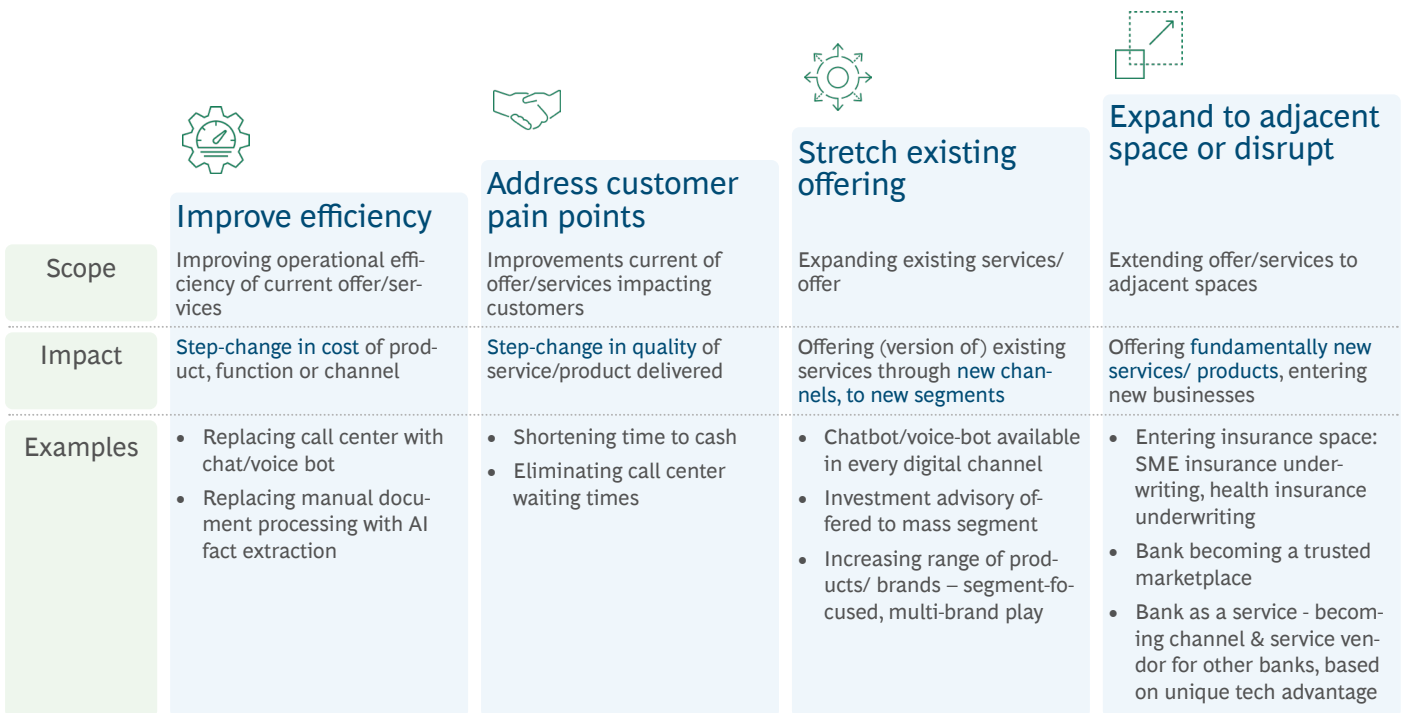 Improve efficiency
Address customer
pain points
Stretch existing
offering
Expand to adjacent
space or disrupt
Scope
Improving operational effi-
ciency of current offer/ser-
vices
Improvements current of
offer/services impacting
customers
Expanding existing services/
offer
Extending offer/services to
adjacent spaces
Impact
Step-change in cost of prod-
uct, function or channel
Step-change in quality of
service/product delivered
Offering (version of) existing
services through new chan-
nels, to new segments
Offering fundamentally new
services/ products, entering
new businesses
Examples
• Replacing call center with
chat/voice bot
• Replacing manual docu-
ment processing with AI
fact extraction
• Shortening time to cash
• Eliminating call center
waiting times
• Chatbot/voice-bot available
in every digital channel
• Investment advisory of-
fered to mass segment
• Increasing range of prod-
ucts/ brands – segment-fo-
cused, multi-brand play
• Entering insurance space:
SME insurance under-
writing, health insurance
underwriting
• Bank becoming a trusted
marketplace
• Bank as a service - becom-
ing channel & service ven-
dor for other banks, based
on unique tech advantage